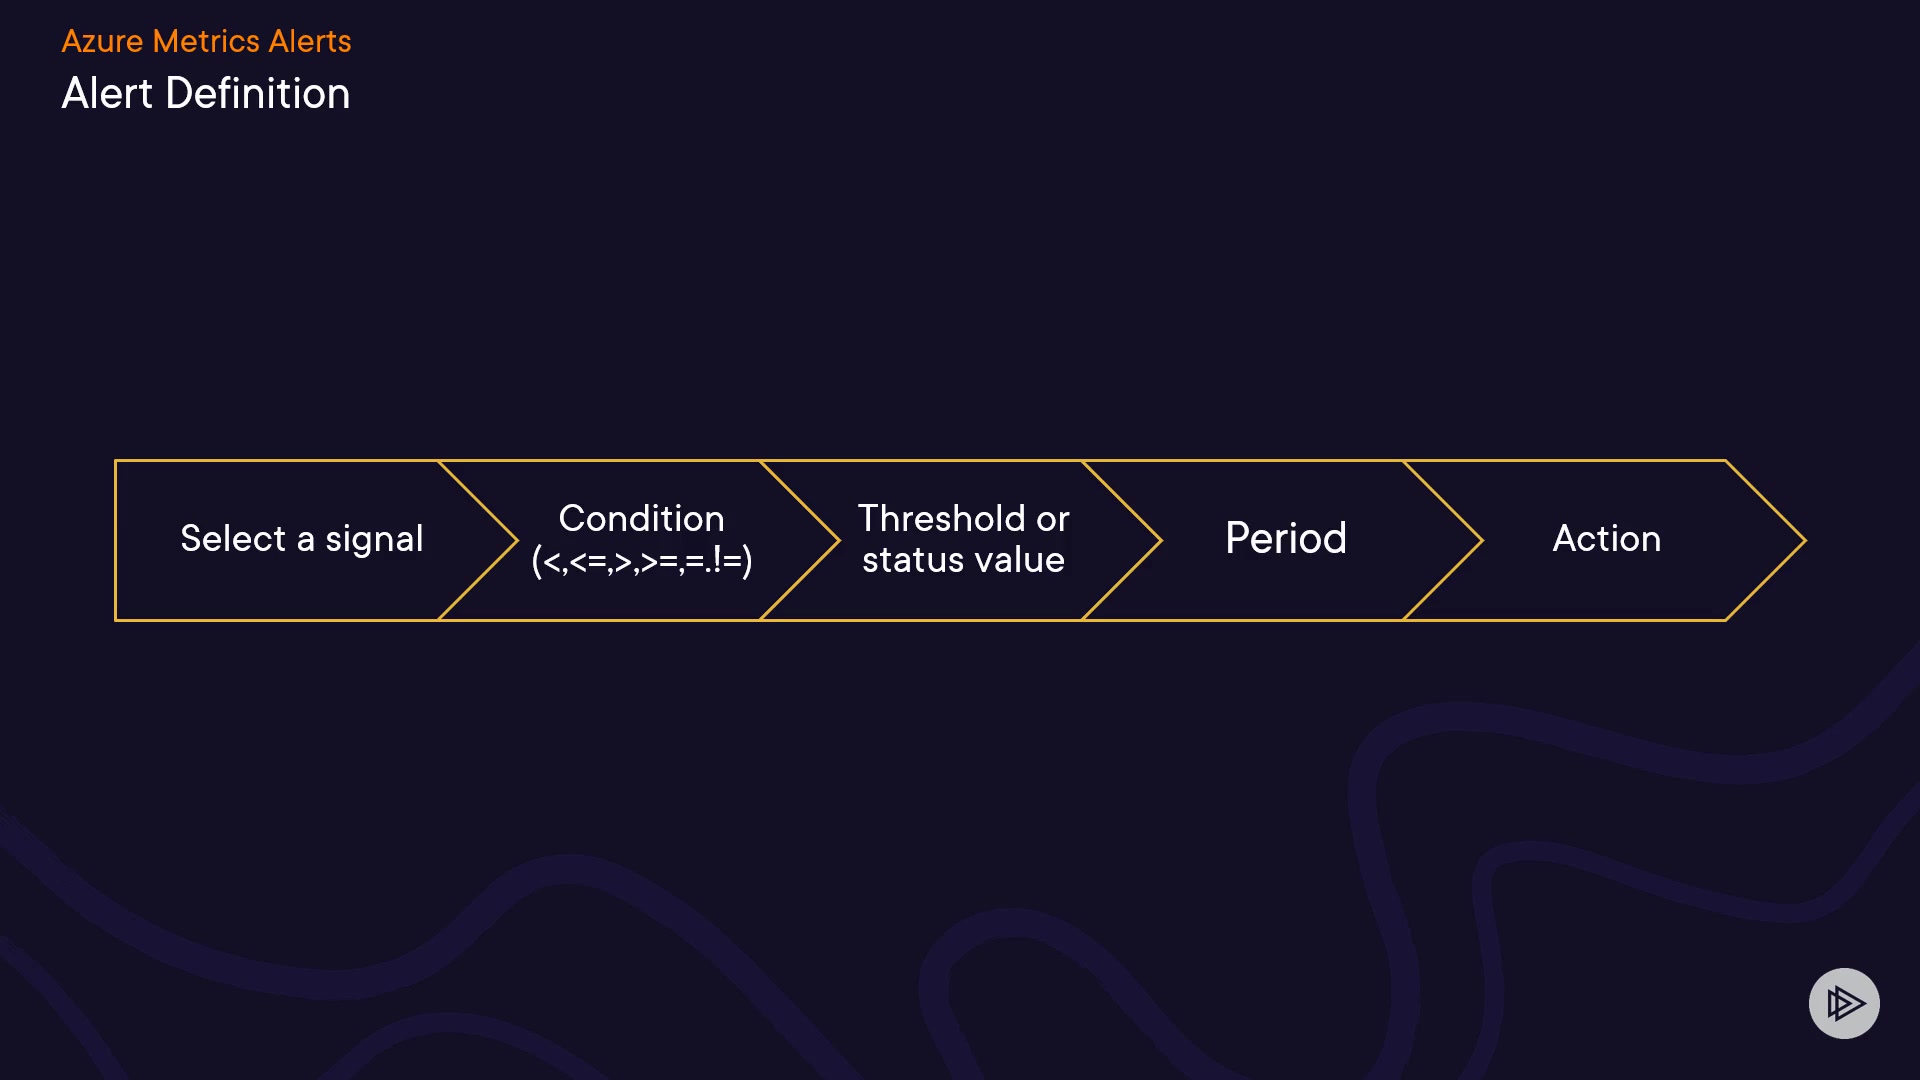 Azure Metrics Alerts
Alert Definition
Select a signal
Condition
(<,<=,>,>=,=.!=)
Threshold or
status value
Period
Action